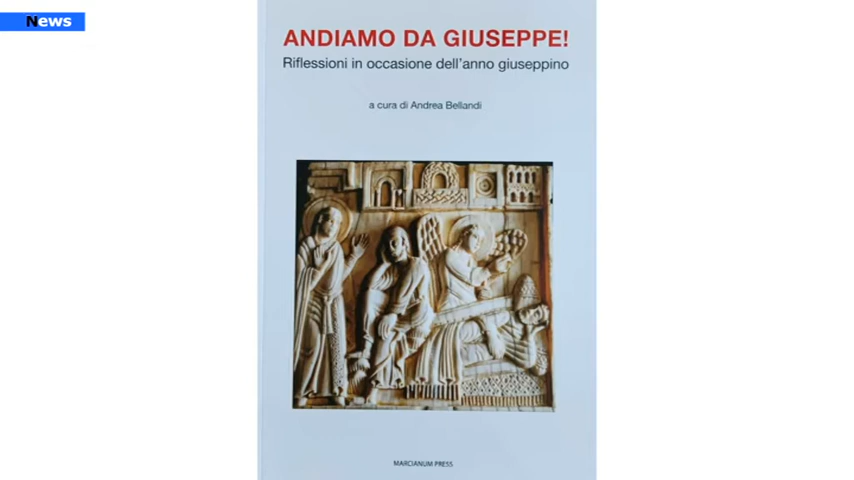 News
ANDIAMO DA GIUSEPPE!
Riflessioni in occasione dell'anno giuseppino
a cura di Andrea Bellandi
MARCIANUM PRESS